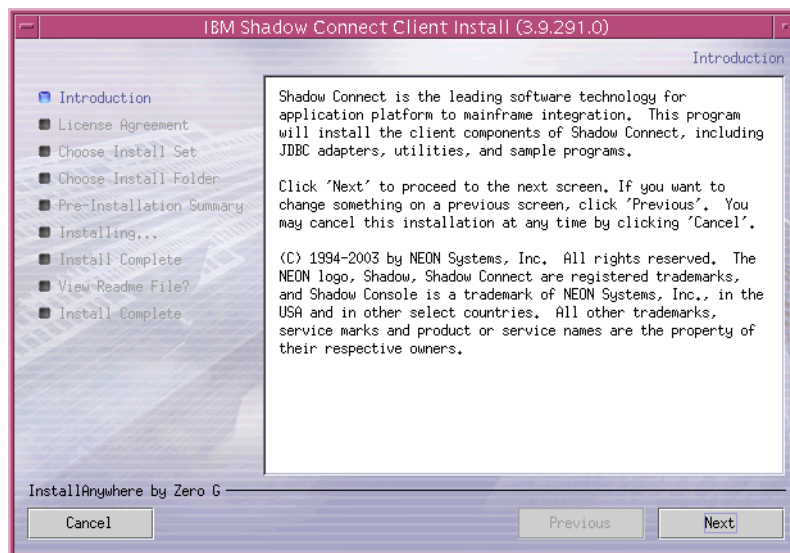 IBM Shadow Connect Client Install (3.9.291.0)
Introduction
Introduction
License Agreement
Choose Install Set
Choose Install Folder
Pre-Installation Summary
Installing...
Install Complete
View Readme File?
Install Complete
Shadow Connect is the leading software technology for
application platform to mainframe integration. This program
will install the client components of Shadow Connect, including
JDBC adapters, utilities, and sample programs.
Click 'Next' to proceed to the next screen. If you want to
change something on a previous screen, click 'Previous'. You
may cancel this installation at any time by clicking 'Cancel'.
(C) 1994-2003 by NEON Systems, Inc. All rights reserved. The
NEON logo, Shadow, Shadow Connect are registered trademarks,
and Shadow Console is a trademark of NEON Systems, Inc., in the
USA and in other select countries. All other trademarks,
service marks and product or service names are the property of
their respective owners.
InstallAnywhere by Zero G
Cancel
Previous
Next